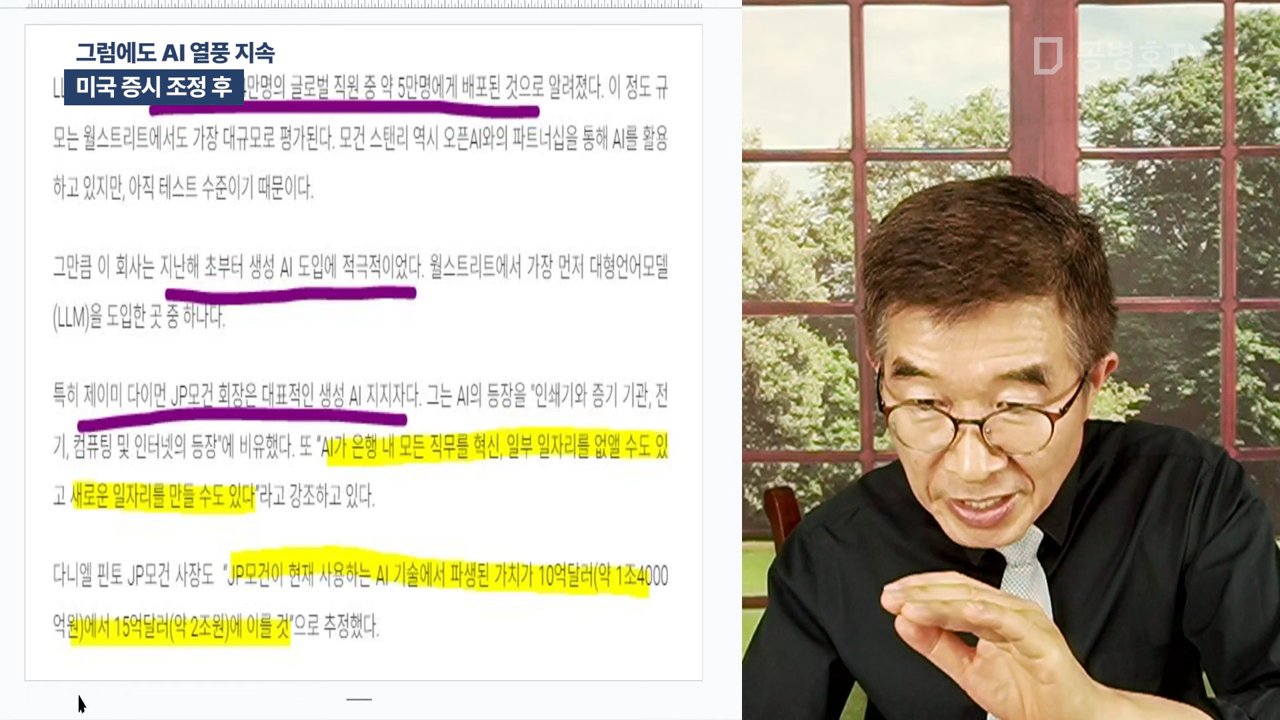 그럼에도 AI 열풍 지속
미국 증시 조정 후
만명의 글로벌 직원 중 약 5만명에게 배포된 것으로 알려졌다. 이 정도 규
모는 월스트리트에서도 가장 대규모로 평가된다. 모건 스탠리 역시 오픈AI와의 파트너십을 통해 AI를 활용
하고 있지만, 아직 테스트 수준이기 때문이다.
그만큼 이 회사는 지난해 초부터 생성 AI 도입에 적극적이었다. 월스트리트에서 가장 먼저 대형언어모델
(LLM)을 도입한 곳 중 하나다.
특히 제이미 다이먼 JP모건 회장은 대표적인 생성 AI 지지자다. 그는 AI의 등장을 "인쇄기와 증기 기관, 전
기, 컴퓨팅 및 인터넷의 등장"에 비유했다. 또 "AI가 은행 내 모든 직무를 혁신, 일부 일자리를 없앨 수도 있
고 새로운 일자리를 만들 수도 있다"라고 강조하고 있다.
다니엘 핀토 JP모건 사장도 "JP모건이 현재 사용하는 AI 기술에서 파생된 가치가 10억달러(약 1조4000
억원)에서 15억달러(약 2조원)에 이를 것"으로 추정했다.